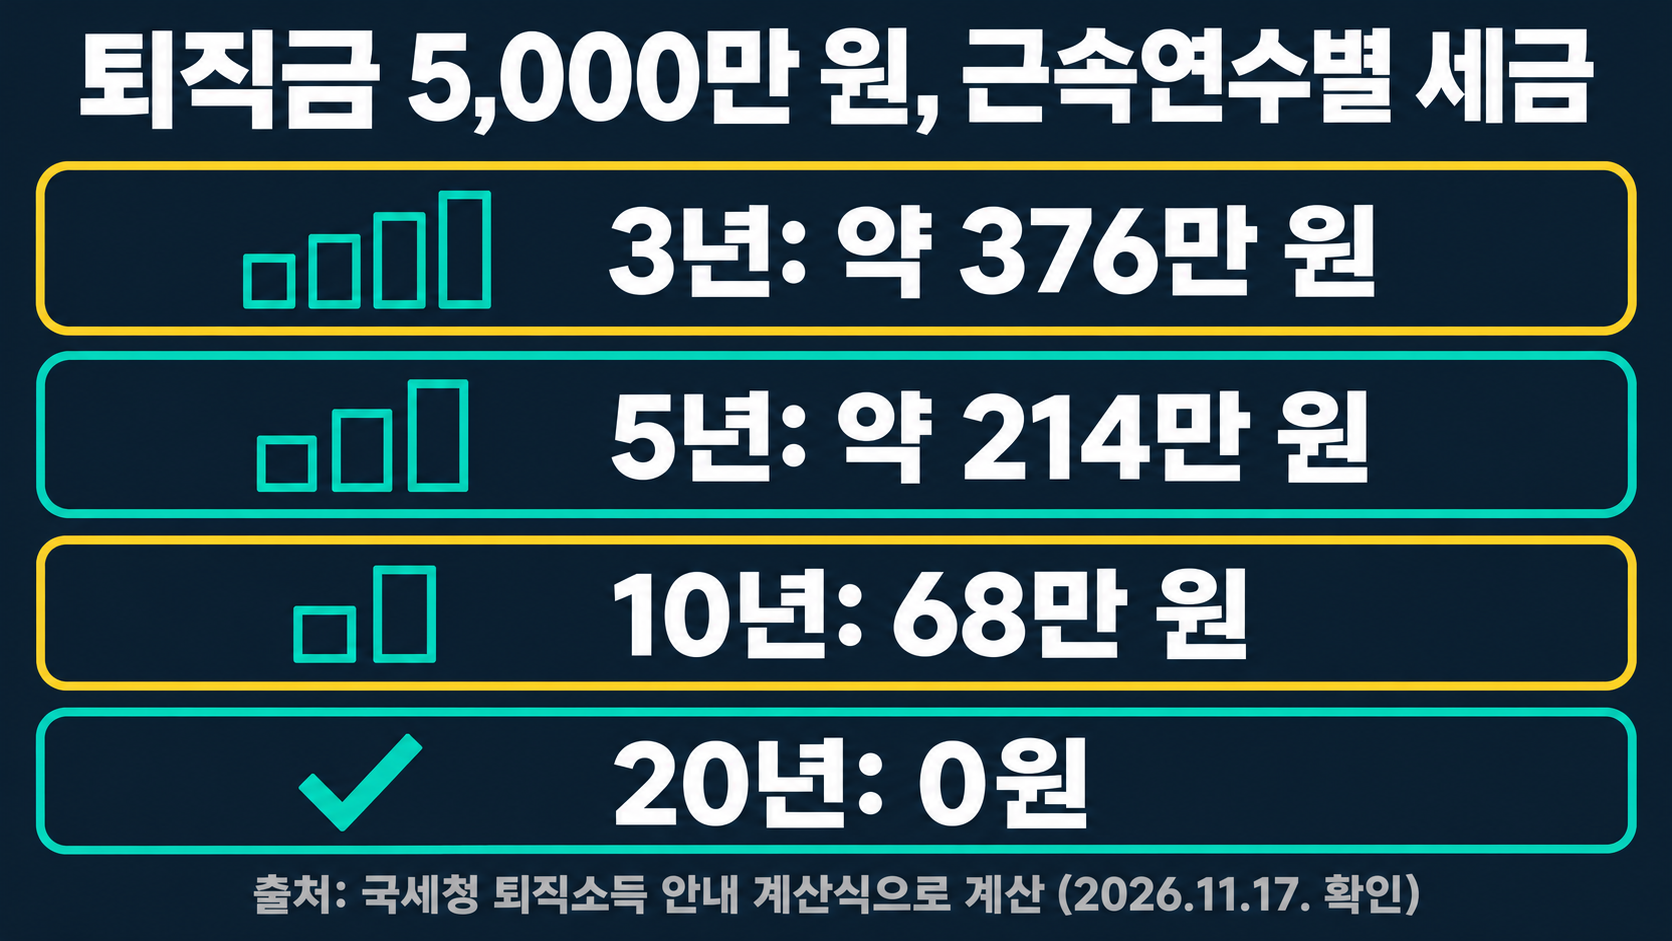 퇴직금 5,000만 원, 근속연수별 세금
3년: 약 376만 원
5년: 약 214만 원
10년: 68만 원
20년: 0원
출처: 국세청 퇴직소득 안내 계산식으로 계산 (2026.11.17. 확인)